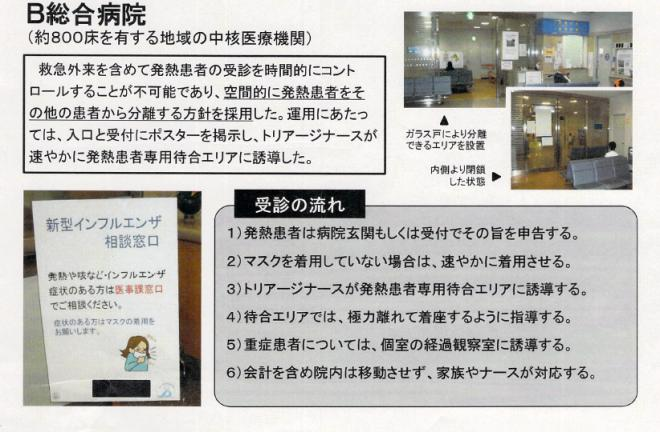 B総合病院
(約800床を有する地域の中核医療機関)
救急外来を含めて発熱患者の受診を時間的にコント
ロールすることが不可能であり、空間的に発熱患者をそ
の他の患者から分離する方針を採用した。運用にあたっ
ては、入口と受付にポスターを掲示し、トリアージナースが
速やかに発熱患者専用待合エリアに誘導した。
ガラス戸により分離
できるエリアを設置
内側より閉鎖
した状態
新型インフルエンザ
相談窓口
発熱や咳などインフルエンザ
症状のある方は医事課窓口
でご相談ください。
症状のある方はマスクの着用を
お願いします。
受診の流れ
1)発熱患者は病院玄関もしくは受付でその旨を申告する。
2)マスクを着用していない場合は、速やかに着用させる。
3)トリアージナースが発熱患者専用待合エリアに誘導する。
4)待合エリアでは、極力離れて着座するように指導する。
5)重症患者については、個室の経過観察室に誘導する。
6)会計を含め院内は移動させず、家族やナースが対応する。